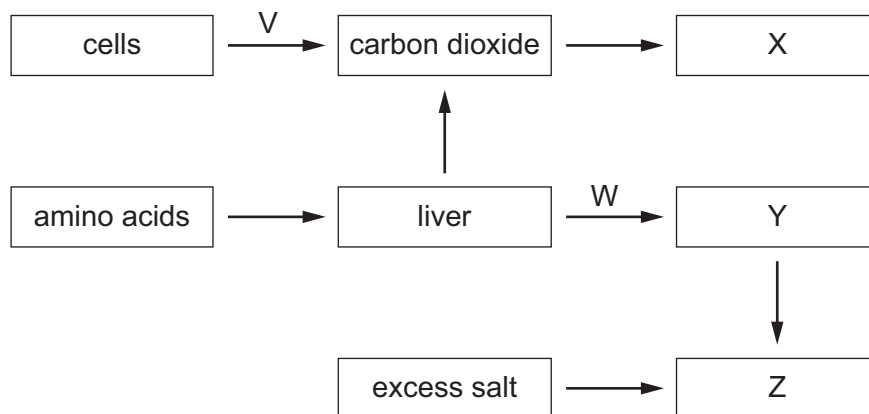 cells
V
carbon dioxide
X
amino acids
liver
W
Y
excess salt
Z